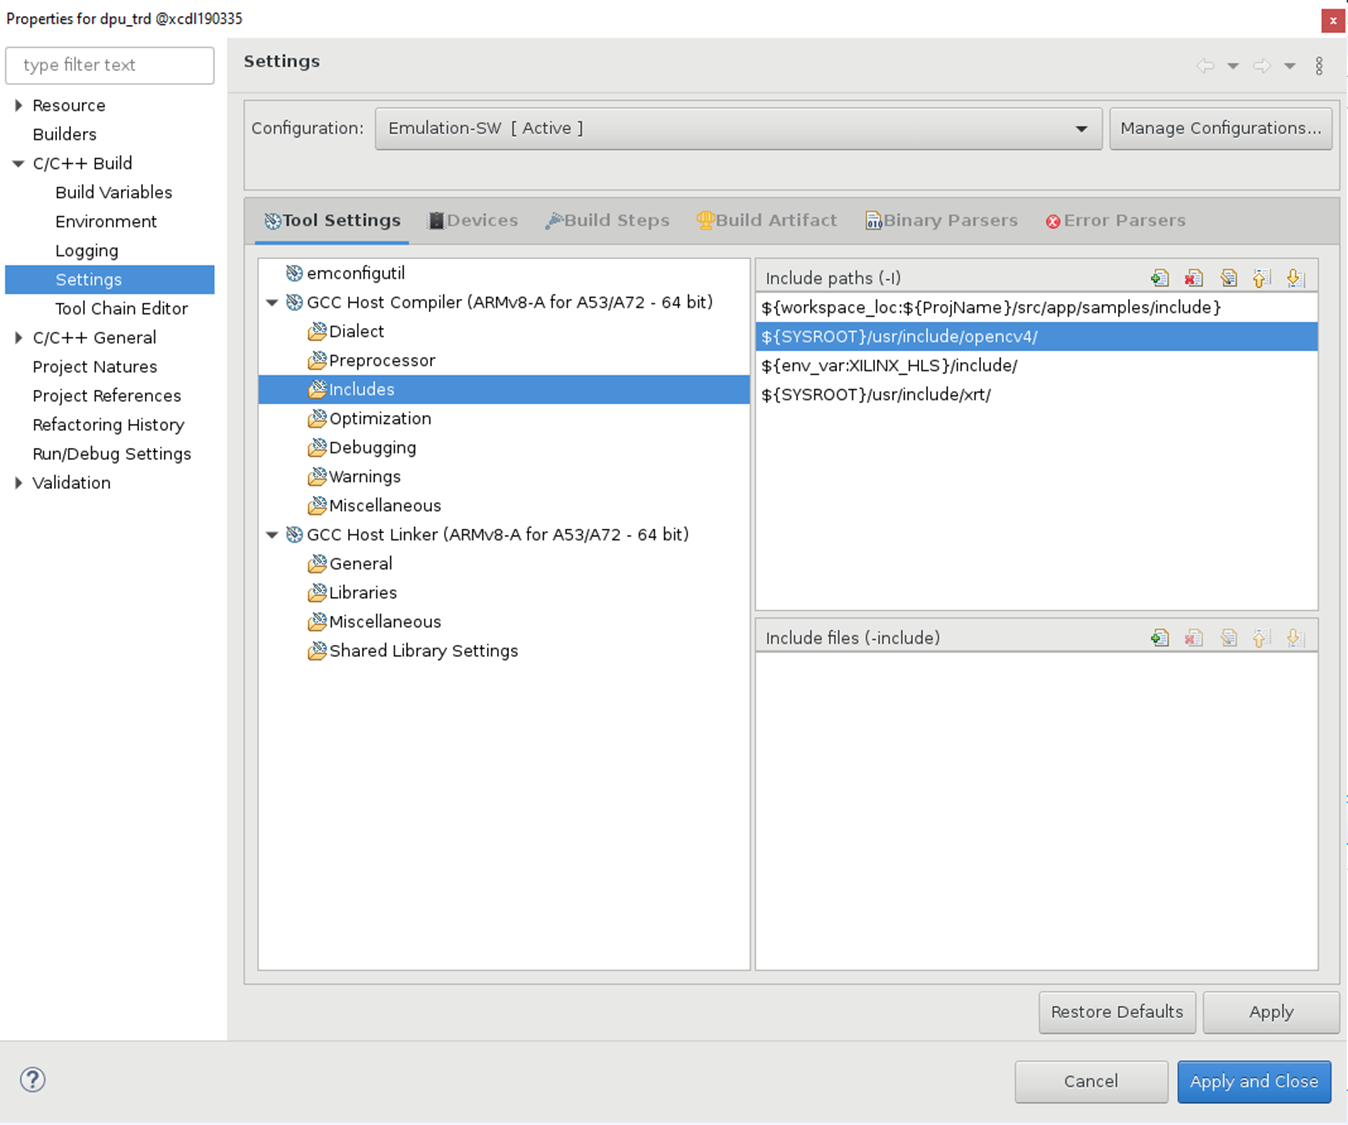 Properties for dpu_trd @xcdl190335
x
type filter text
Resource
Builders
C/C++ Build
Build Variables
Environment
Logging
Settings
Tool Chain Editor
C/C++ General
Project Natures
Project References
Refactoring History
Run/Debug Settings
Validation
Settings
Configuration: Emulation-SW [ Active ] Manage Configurations...
Tool Settings Devices Build Steps Build Artifact Binary Parsers Error Parsers
emconfigutil
GCC Host Compiler (ARMv8-A for A53/A72 - 64 bit)
Dialect
Preprocessor
Includes
Optimization
Debugging
Warnings
Miscellaneous
GCC Host Linker (ARMv8-A for A53/A72 - 64 bit)
General
Libraries
Miscellaneous
Shared Library Settings
Include paths (-I)
${workspace_loc:${ProjName}/src/app/samples/include}
${SYSROOT}/usr/include/opencv4/
${env_var:XILINX_HLS}/include/
${SYSROOT}/usr/include/xrt/
Include files (-include)
Restore Defaults Apply
? Cancel Apply and Close